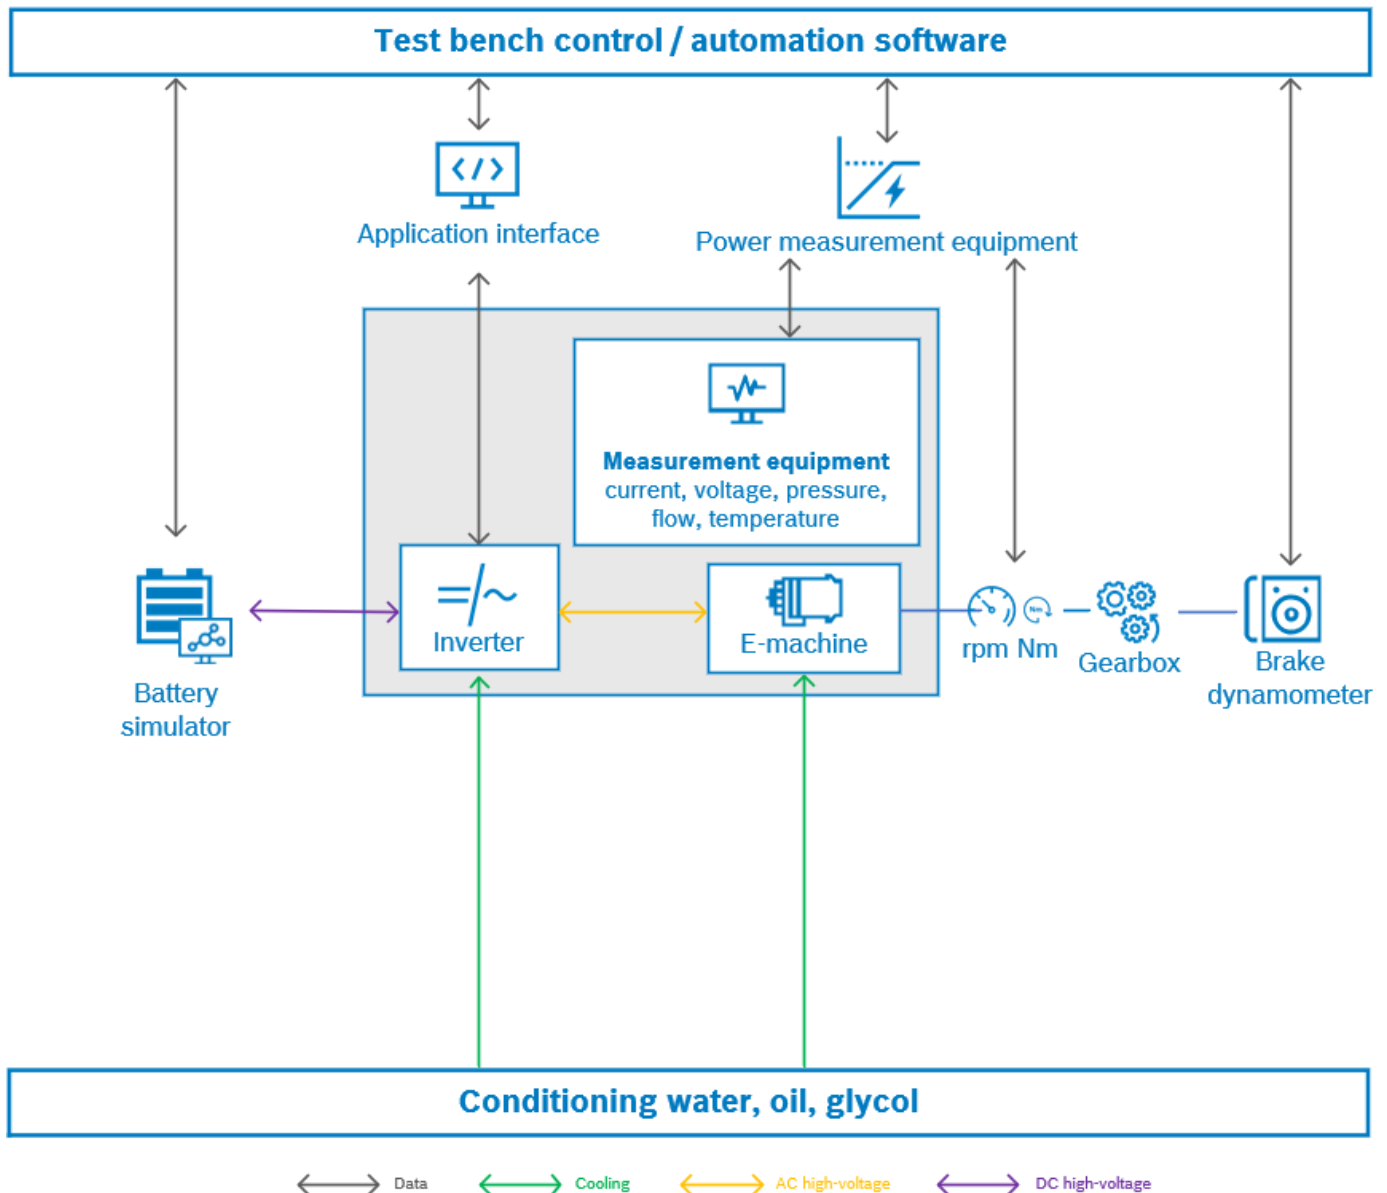 Test bench control / automation software
</>
Application interface
Power measurement equipment
Measurement equipment
current, voltage, pressure,
flow, temperature
Inverter
E-machine
Nm
rpm Nm
Gearbox
Brake
dynamometer
Battery
simulator
Conditioning water, oil, glycol
Data
Cooling
AC high-voltage
DC high-voltage